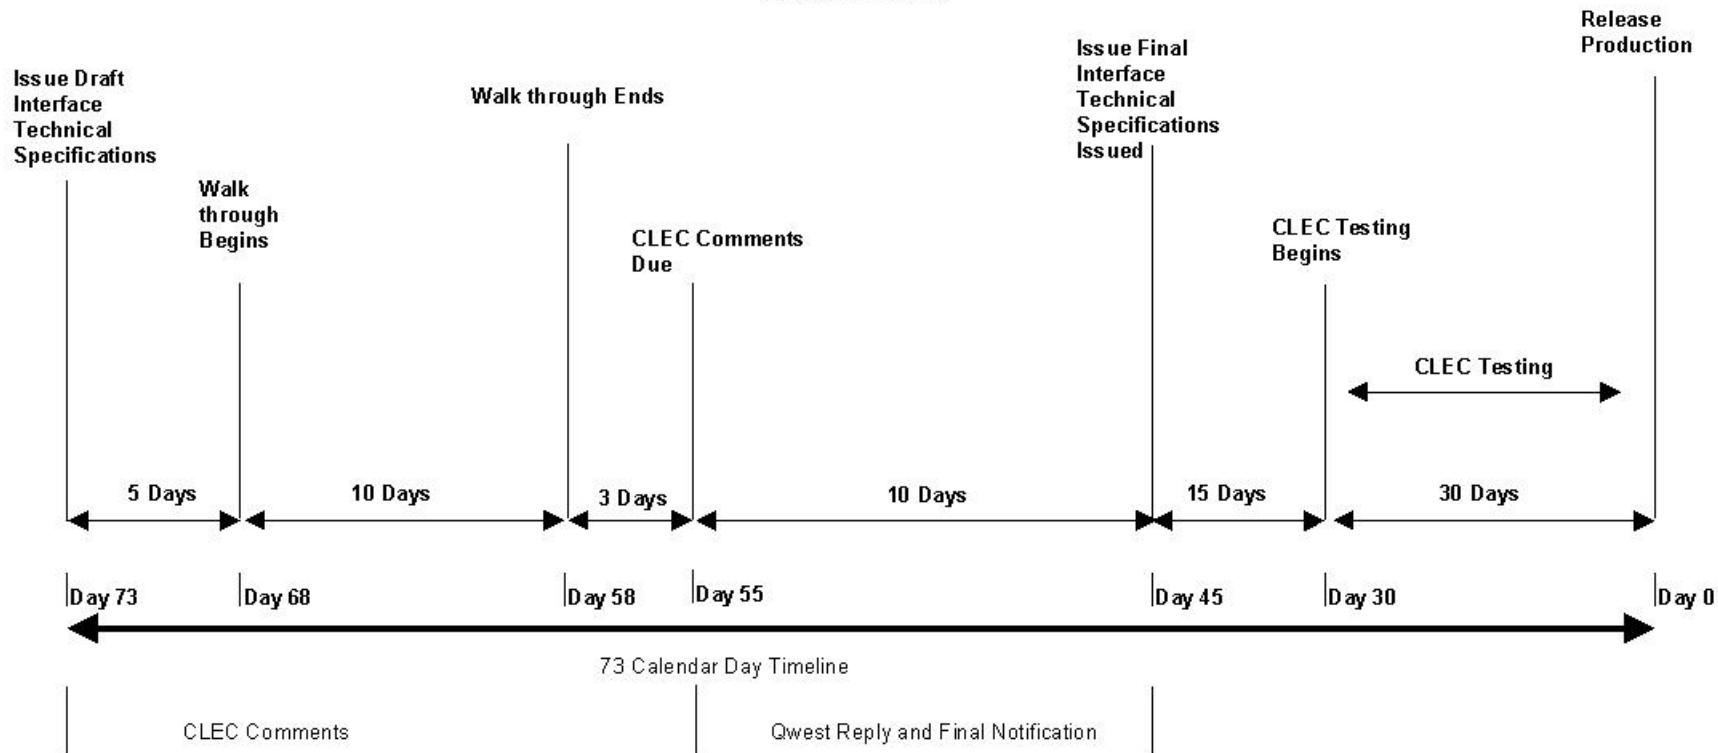 Release
Production
Issue Final
Interface
Technical
Specifications
Issued
Issue Draft
Interface
Technical
Specifications
Walk through Ends
Walk
through
Begins
CLEC Comments
Due
CLEC Testing
Begins
CLEC Testing
5 Days
10 Days
3 Days
10 Days
15 Days
30 Days
Day 73
Day 68
Day 58
Day 55
Day 45
Day 30
Day 0
73 Calendar Day Timeline
CLEC Comments
Qwest Reply and Final Notification